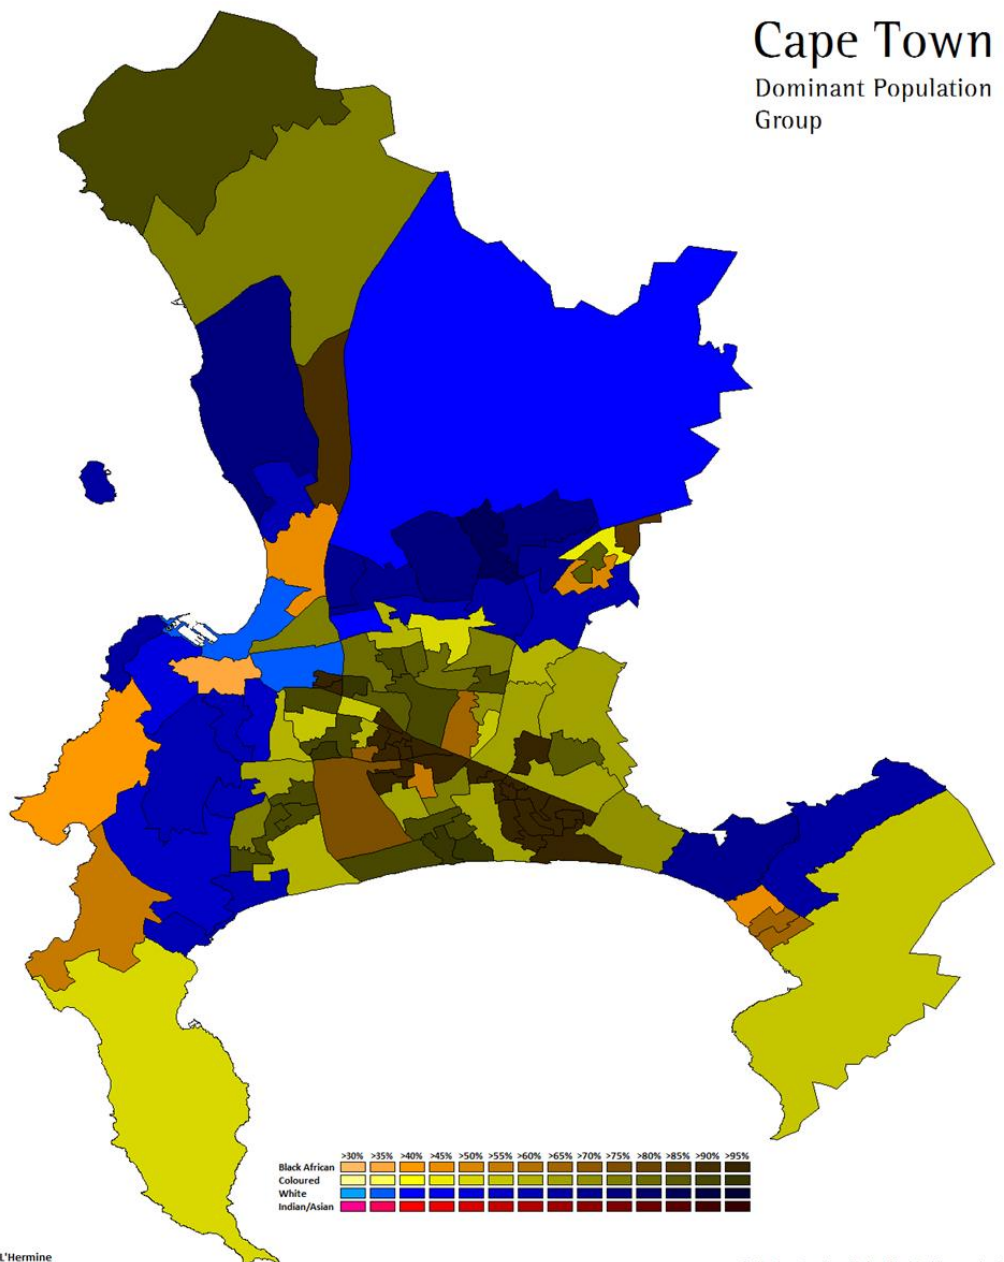 Cape Town
Dominant Population
Group
>30% >35% >40% >45% >50% >55% >60% >65% >70% >75% >80% >85% >90% >95%
Black African
Coloured
White
Indian/Asian
L'Hermine